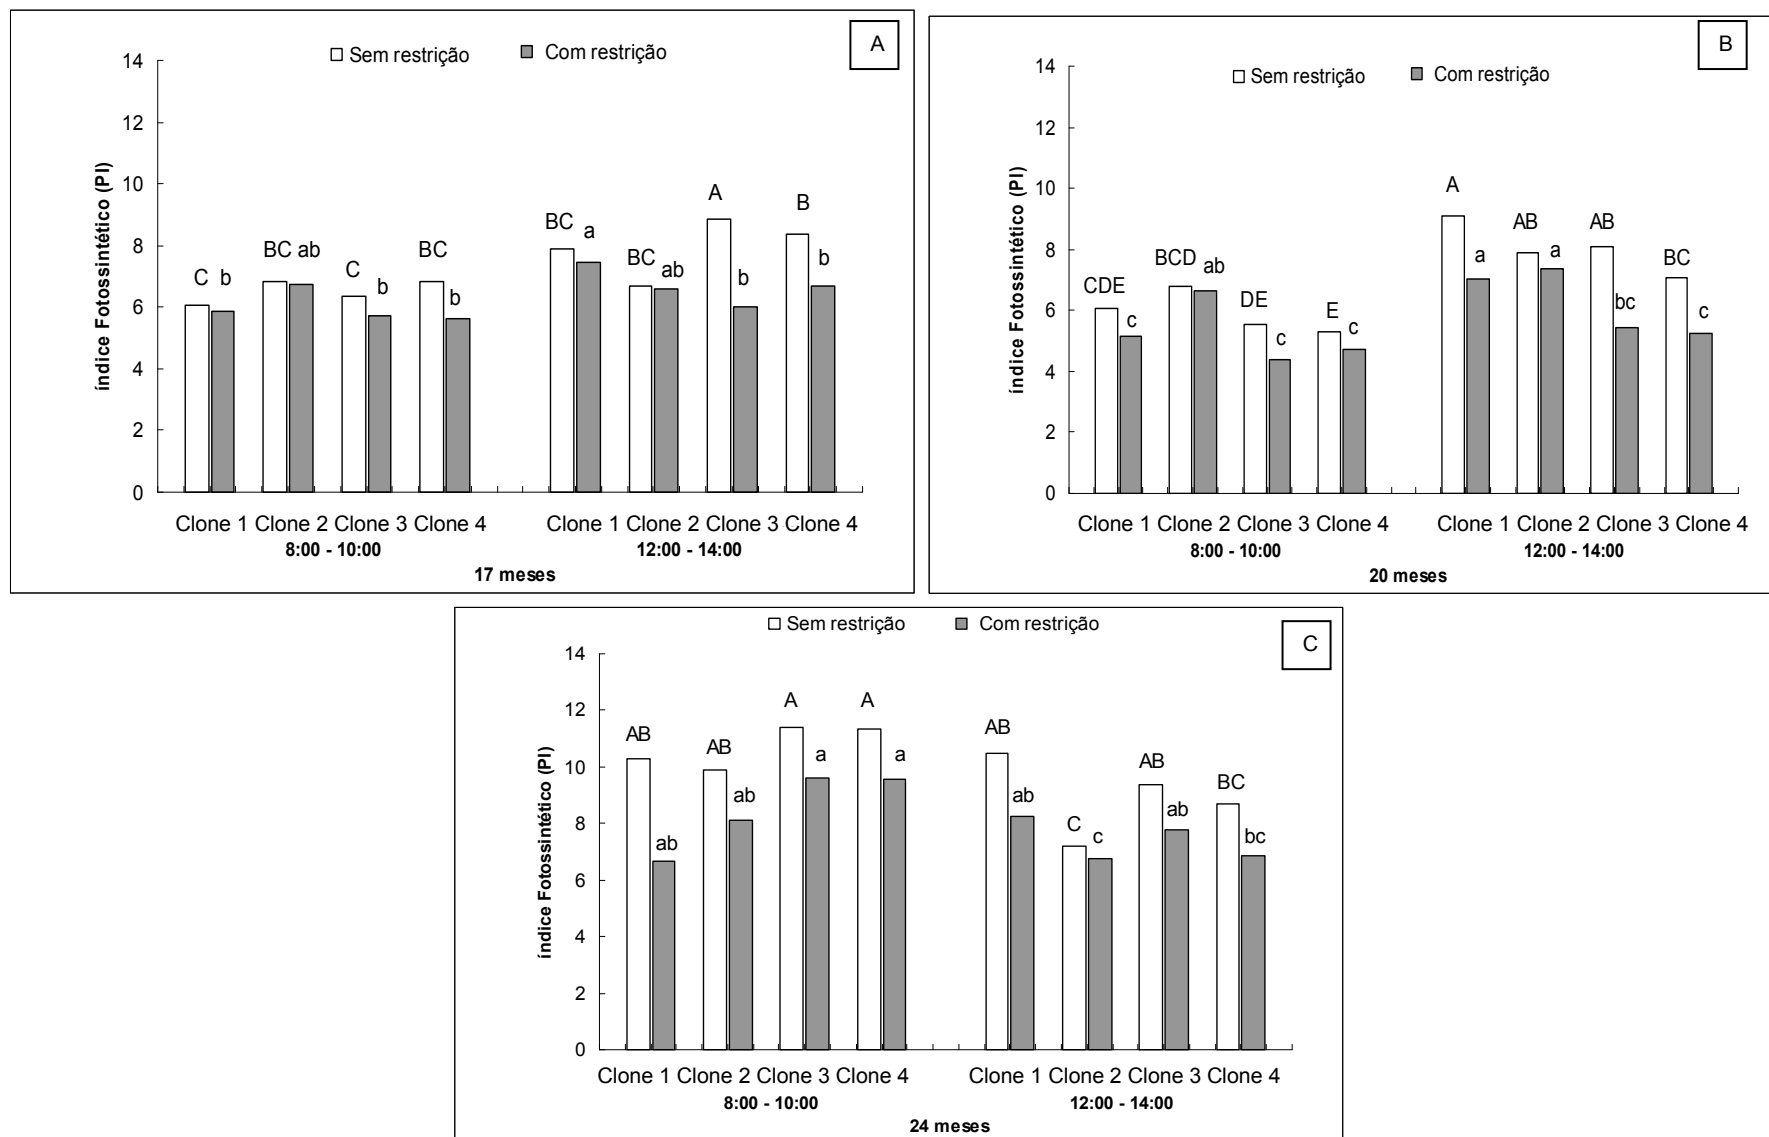 A
Sem restrição Com restrição
índice Fotossintético (PI)
14
12
10
8
6
4
2
0
C b BC ab C b BC b BC a BC ab A b B b
Clone 1 Clone 2 Clone 3 Clone 4 Clone 1 Clone 2 Clone 3 Clone 4
8:00 - 10:00 12:00 - 14:00
17 meses
B
Sem restrição Com restrição
índice Fotossintético (PI)
14
12
10
8
6
4
2
0
CDE c BCD ab DE c E c A a AB a AB bc BC c
Clone 1 Clone 2 Clone 3 Clone 4 Clone 1 Clone 2 Clone 3 Clone 4
8:00 - 10:00 12:00 - 14:00
20 meses
C
Sem restrição Com restrição
índice Fotossintético (PI)
14
12
10
8
6
4
2
0
AB ab AB ab A a A a AB ab C c AB ab BC bc
Clone 1 Clone 2 Clone 3 Clone 4 Clone 1 Clone 2 Clone 3 Clone 4
8:00 - 10:00 12:00 - 14:00
24 meses